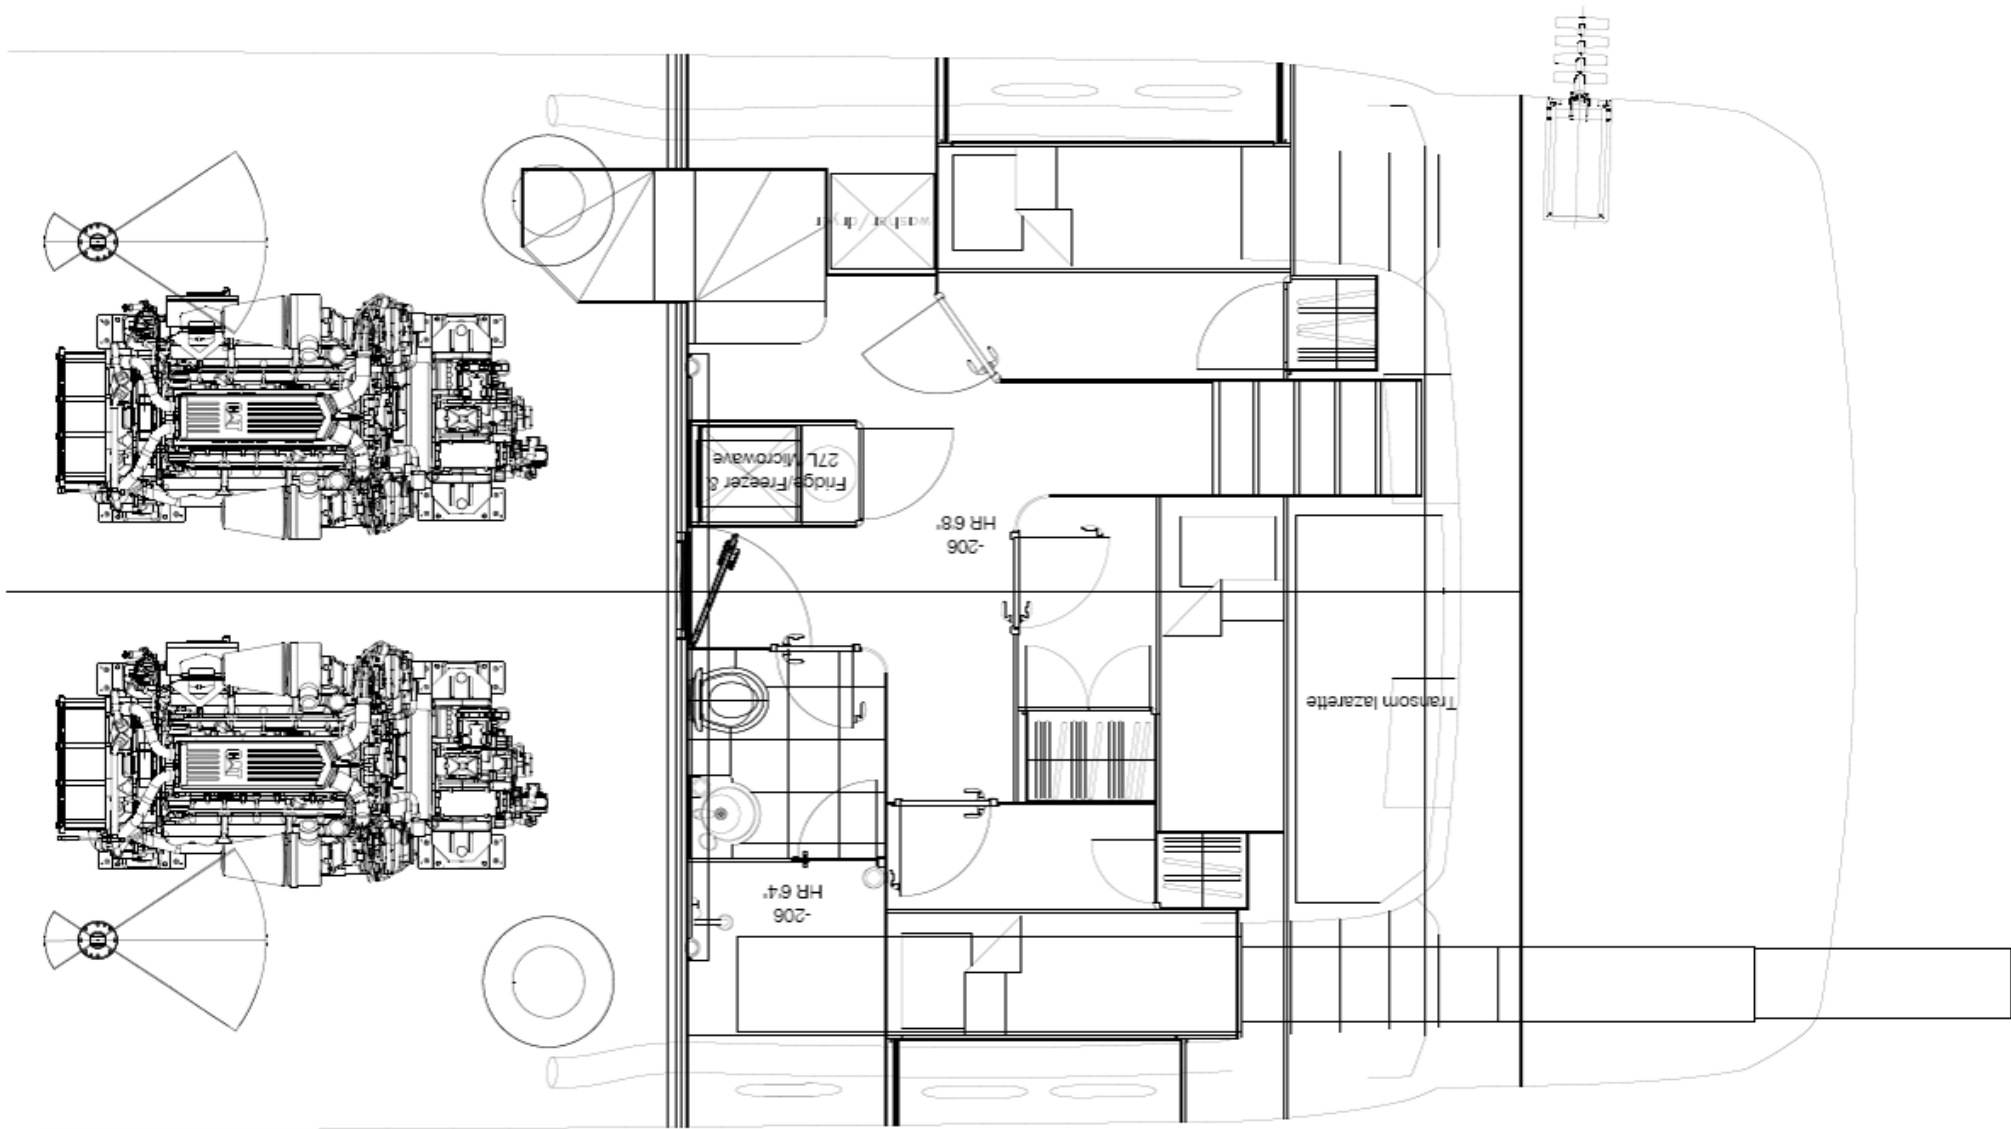 -206
HR 6'4"
Transom lazarette
-206
HR 6'8"
Fridge/Freezer &
27L Microwave
washer/dryer